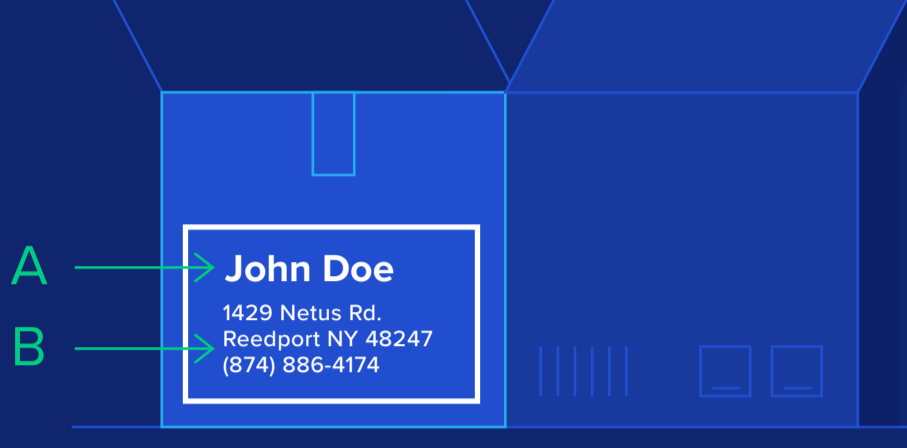 A
John Doe
1429 Netus Rd.
B
Reedport NY 48247
(874) 886-4174